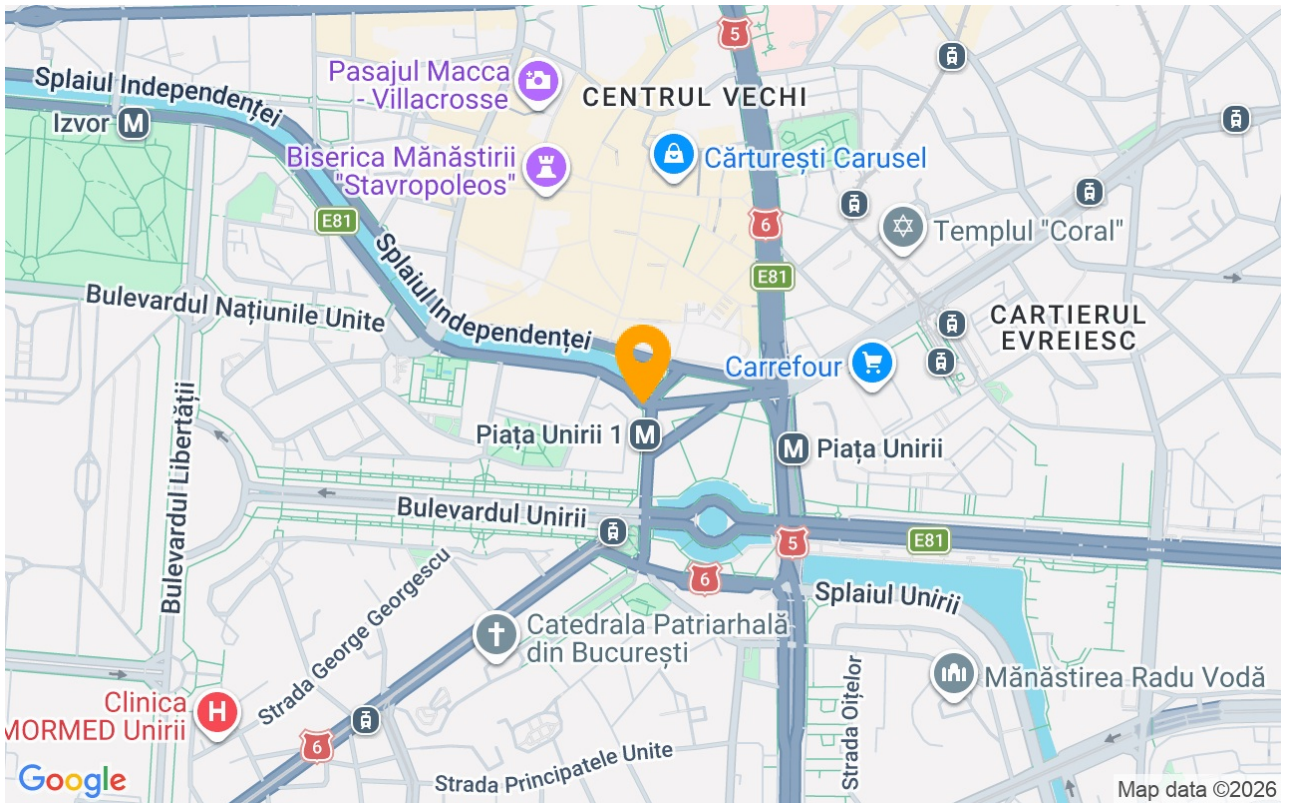 5
Splaiul Independenței
Pasajul Macca
- Villacrosse
CENTRUL VECHI
Izvor M
Biserica Mănăstirii
"Stavropoleos"
Cărturești Carusel
E81
6
Templul "Coral"
Splaiul Independenței
E81
Bulevardul Națiunile Unite
CARTIERUL
EVREIESC
Carrefour
Bulevardul Libertății
Piața Unirii 1 M
M Piața Unirii
Bulevardul Unirii
5
E81
6
Splaiul Unirii
Strada George Georgescu
Catedrala Patriarhală
din București
Strada Oițelor
Mănăstirea Radu Vodă
Clinica
MORMED Unirii
H
6
Strada Principatele Unite
Google
Map data ©2026